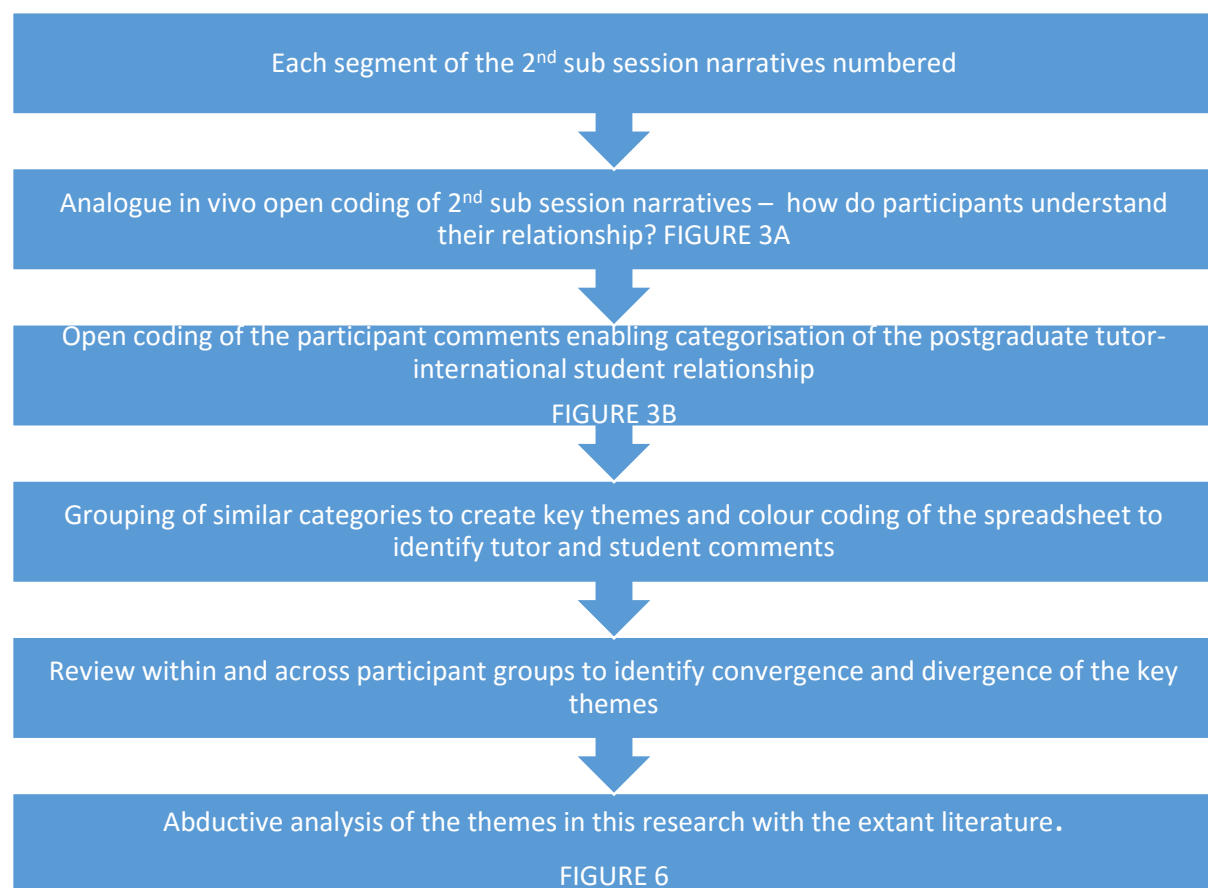 Each segment of the 2nd sub session narratives numbered
Analogue in vivo open coding of 2nd sub session narratives – how do participants understand
their relationship? FIGURE 3A
Open coding of the participant comments enabling categorisation of the postgraduate tutor-
international student relationship
FIGURE 3B
Grouping of similar categories to create key themes and colour coding of the spreadsheet to
identify tutor and student comments
Review within and across participant groups to identify convergence and divergence of the key
themes
Abductive analysis of the themes in this research with the extant literature.
FIGURE 6